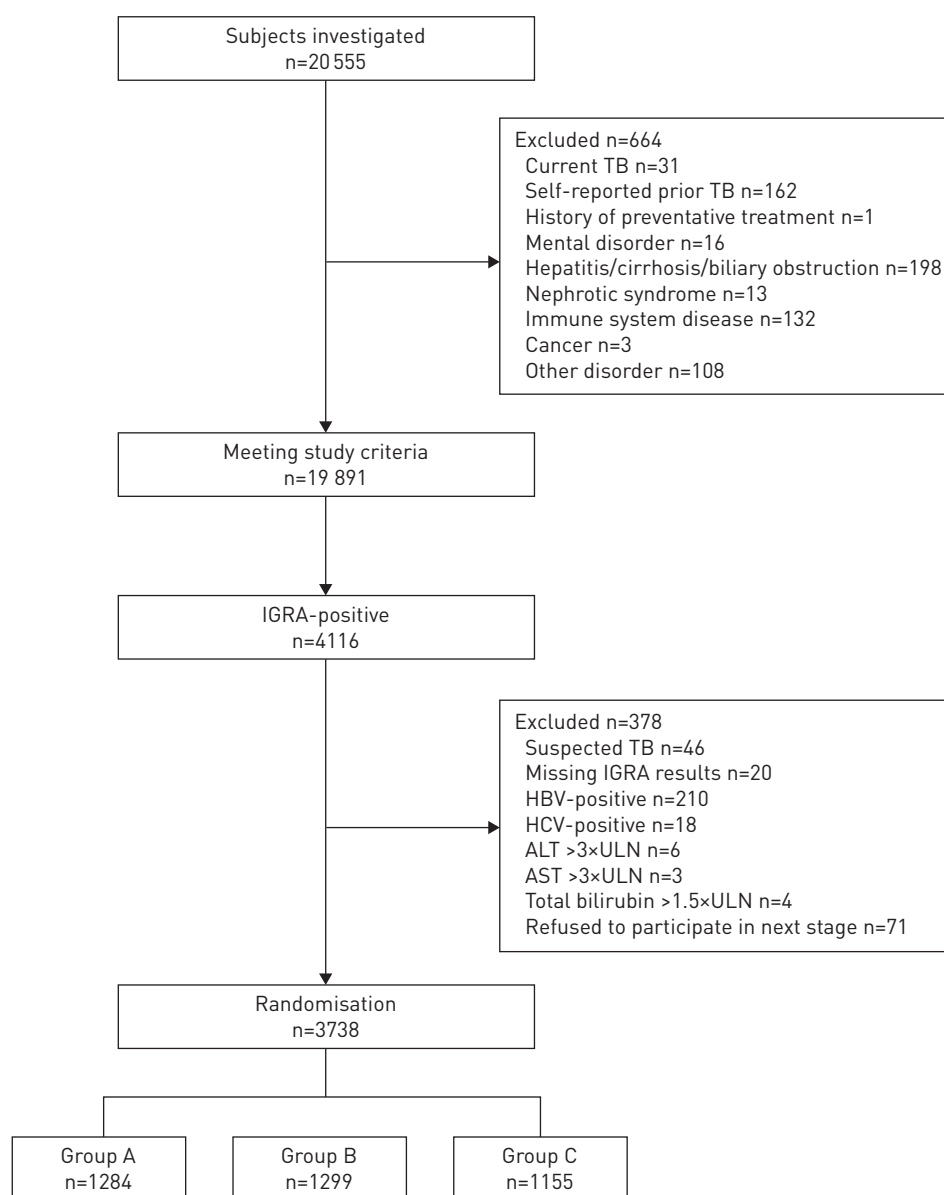 Subjects investigated
n=20 555
Excluded n=664
Current TB n=31
Self-reported prior TB n=162
History of preventative treatment n=1
Mental disorder n=16
Hepatitis/cirrhosis/biliary obstruction n=198
Nephrotic syndrome n=13
Immune system disease n=132
Cancer n=3
Other disorder n=108
Meeting study criteria
n=19 891
IGRA-positive
n=4116
Excluded n=378
Suspected TB n=46
Missing IGRA results n=20
HBV-positive n=210
HCV-positive n=18
ALT >3×ULN n=6
AST >3×ULN n=3
Total bilirubin >1.5×ULN n=4
Refused to participate in next stage n=71
Randomisation
n=3738
Group A
n=1284
Group B
n=1299
Group C
n=1155